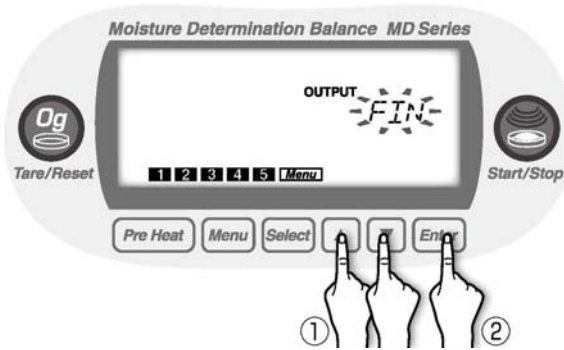 Moisture Determination Balance MD Series
OUTPUT
FIN
0g
Tare/Reset
Start/Stop
1 2 3 4 5 Menu
Pre Heat Menu Select ▲ ▼ Enter
① ②